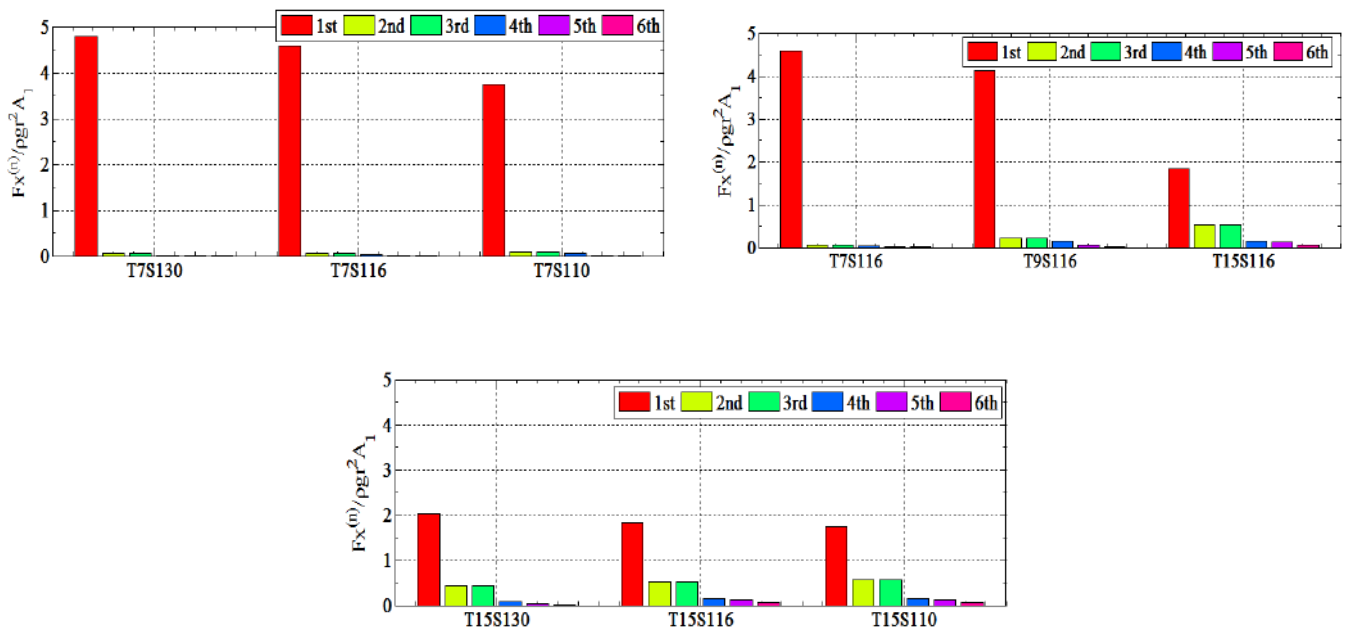 1st 2nd 3rd 4th 5th 6th
5
4
3
2
1
0
Fx⁽ⁿ⁾/ρgr²A₁
T7S130 T7S116 T7S110
1st 2nd 3rd 4th 5th 6th
5
4
3
2
1
0
Fx⁽ⁿ⁾/ρgr²A₁
T7S116 T9S116 T15S116
1st 2nd 3rd 4th 5th 6th
5
4
3
2
1
0
Fx⁽ⁿ⁾/ρgr²A₁
T15S130 T15S116 T15S110